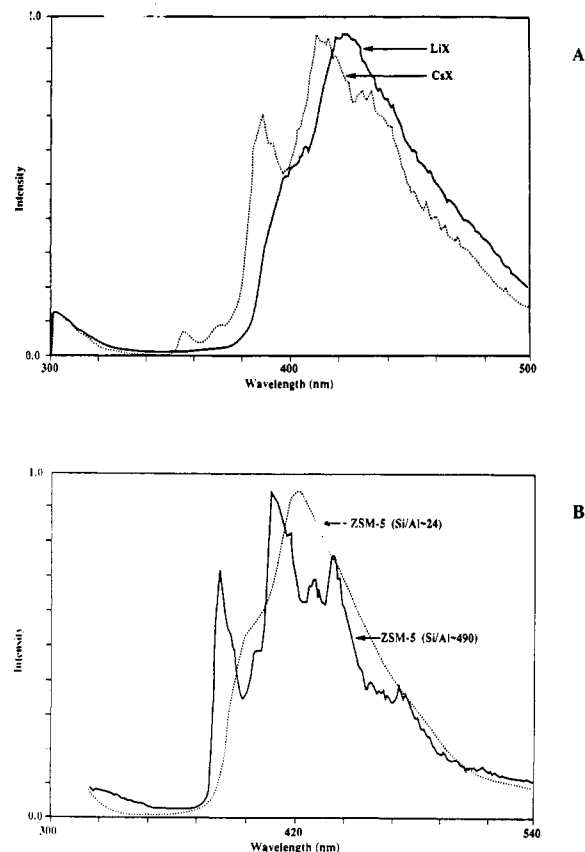 1.0
LiX
CsX
A
Intensity
0.0
300
400
500
Wavelength (nm)
1.0
B
ZSM-5 (Si/Al~24)
ZSM-5 (Si/Al~490)
Intensity
0.0
300
420
540
Wavelength (nm)